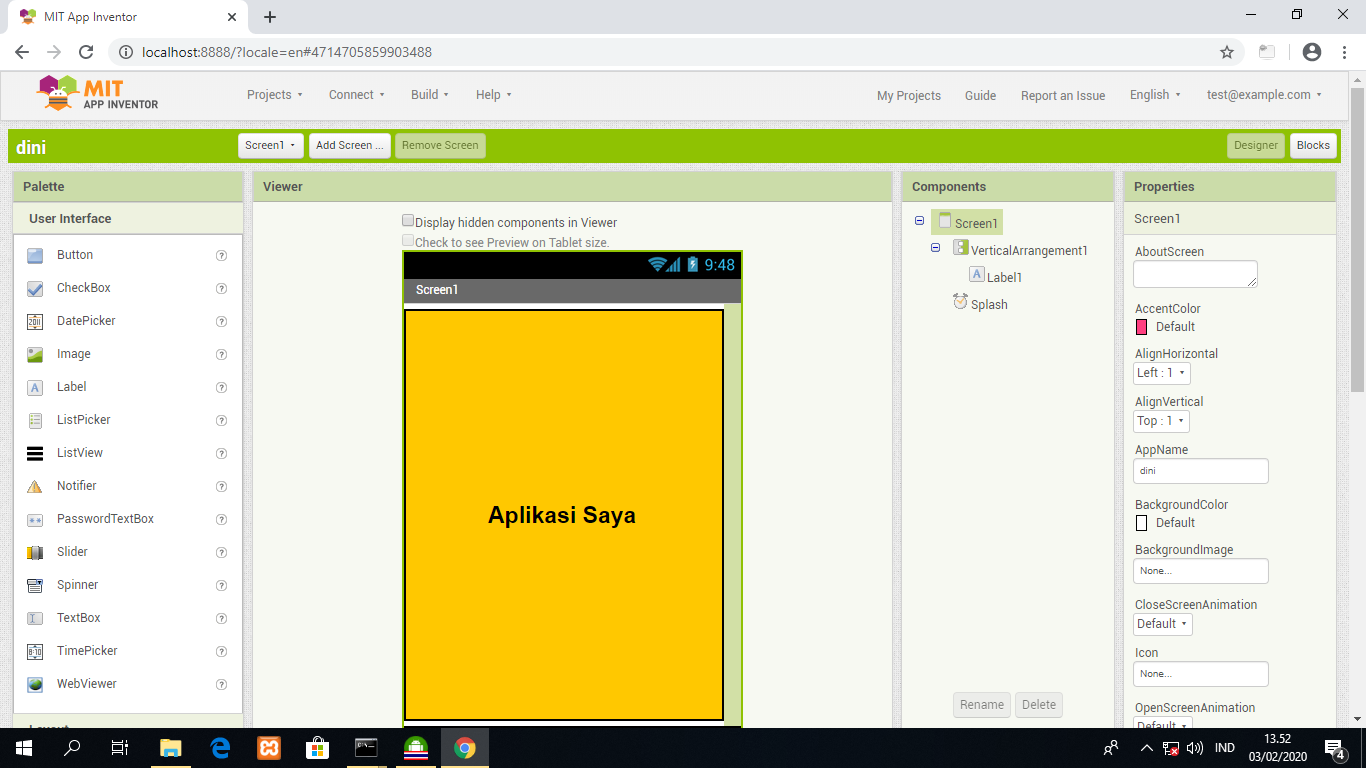 MIT App Inventor
localhost:8888/?locale=en#4714705859903488
MIT
APP INVENTOR
Projects
Connect
Build
Help
My Projects
Guide
Report an Issue
English
test@example.com
dini
Screen1
Add Screen ...
Remove Screen
Designer
Blocks
Palette
User Interface
Button
CheckBox
DatePicker
Image
Label
ListPicker
ListView
Notifier
PasswordTextBox
Slider
Spinner
TextBox
TimePicker
WebViewer
Layout
Viewer
Display hidden components in Viewer
Check to see Preview on Tablet size.
9:48
Screen1
Aplikasi Saya
Components
Screen1
VerticalArrangement1
A Label1
Splash
Rename
Delete
Properties
Screen1
AboutScreen
AccentColor
Default
AlignHorizontal
Left : 1
AlignVertical
Top : 1
AppName
dini
BackgroundColor
Default
BackgroundImage
None...
CloseScreenAnimation
Default
Icon
None...
OpenScreenAnimation
Default
IND
13.52
03/02/2020
4